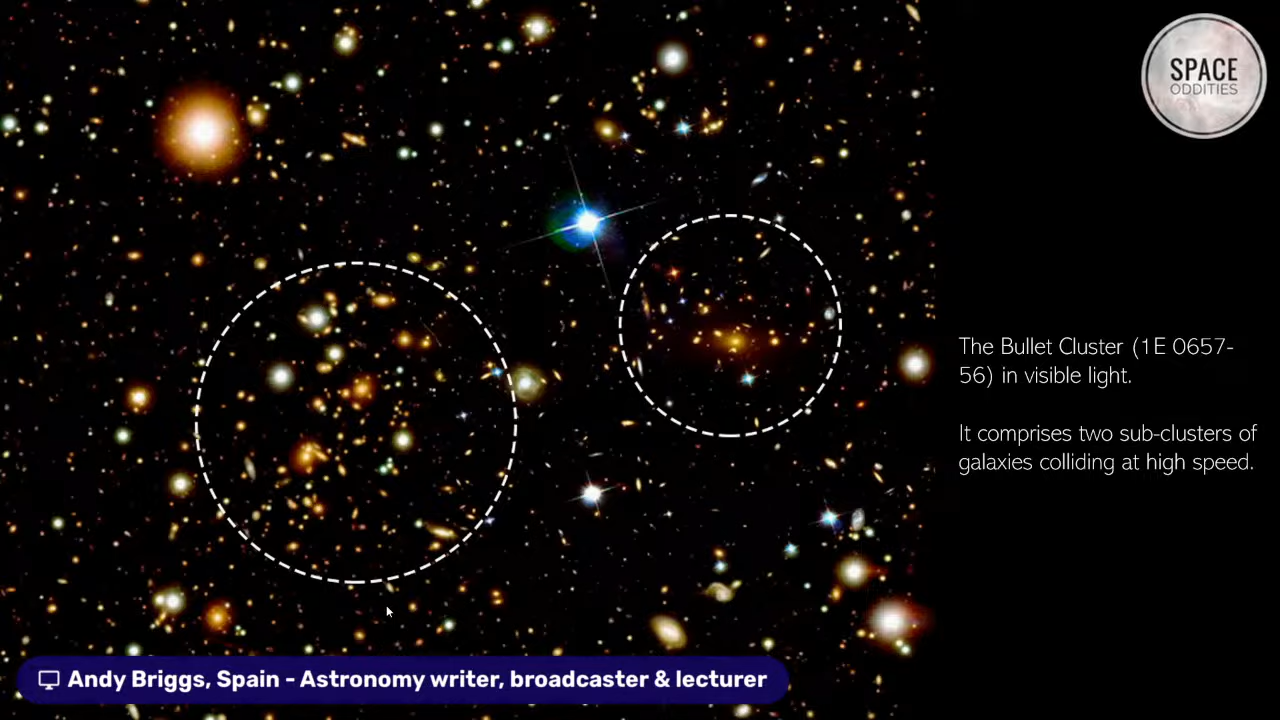 SPACE
ODDITIES
The Bullet Cluster (1E 0657-
56) in visible light.
It comprises two sub-clusters of
galaxies colliding at high speed.
Andy Briggs, Spain - Astronomy writer, broadcaster & lecturer